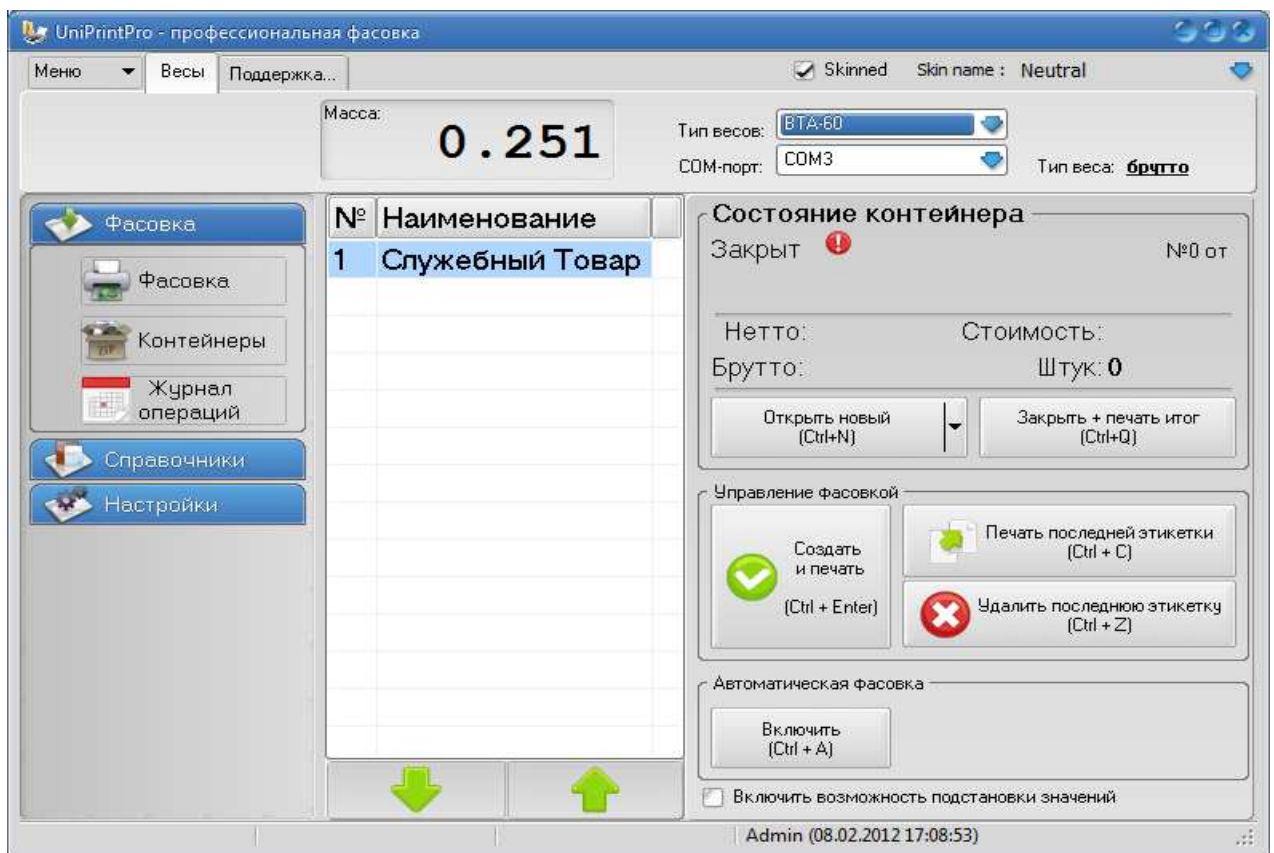 UniPrintPro - профессиональная фасовка
Меню Весы Поддержка... Skinned Skin name : Neutral
Масса:
0.251
Тип весов: ВТА-60
COM-порт: COM3 Тип веса: брутто
Фасовка
Фасовка
Контейнеры
ZIP
Журнал
операций
Справочники
Настройки
№ Наименование
1 Служебный Товар
Состояние контейнера
Закрыт №0 от
Нетто: Стоимость:
Брутто: Штук: 0
Открыть новый
(Ctrl+N)
Закрыть + печать итог
(Ctrl+Q)
Управление фасовкой
Создать
и печать
(Ctrl + Enter)
Печать последней этикетки
(Ctrl + C)
Удалить последнюю этикетку
(Ctrl + Z)
Автоматическая фасовка
Включить
(Ctrl + A)
Включить возможность подстановки значений
Admin (08.02.2012 17:08:53)